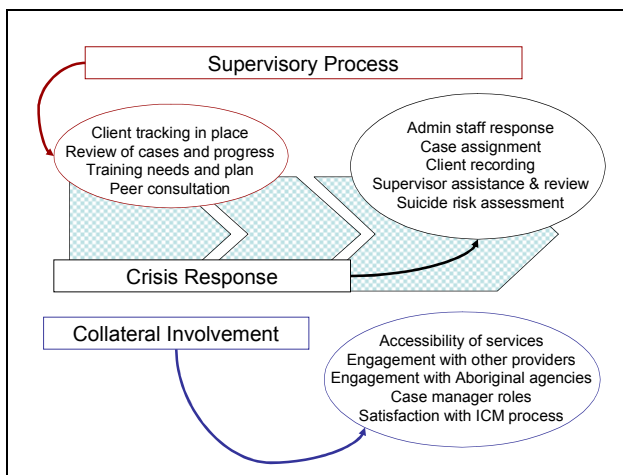 Supervisory Process
Client tracking in place
Review of cases and progress
Training needs and plan
Peer consultation
Admin staff response
Case assignment
Client recording
Supervisor assistance & review
Suicide risk assessment
Crisis Response
Collateral Involvement
Accessibility of services
Engagement with other providers
Engagement with Aboriginal agencies
Case manager roles
Satisfaction with ICM process